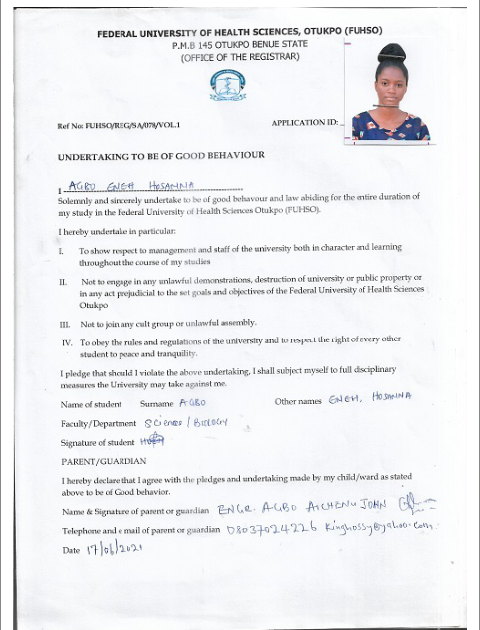 FEDERAL UNIVERSITY OF HEALTH SCIENCES, OTUKPO (FUHSO)
P.M.B 145 OTUKPO BENUE STATE
(OFFICE OF THE REGISTRAR)
Ref No: FUHSO/REG/SA/078/VOL.1 APPLICATION ID:
UNDERTAKING TO BE OF GOOD BEHAVIOUR
I AGBO ENEH HOSANNA
Solemnly and sincerely undertake to be of good behavour and law abiding for the entire duration of
my study in the Federal University of Health Sciences Otukpo (FUHSO).
I hereby undertake in particular:
I. To show respect to management and staff of the university both in character and learning
throughout the course of my studies
II. Not to engage in any unlawful demonstrations, destruction of university or public property or
in any act prejudicial to the set goals and objectives of the Federal University of Health Sciences
Otukpo
III. Not to join any cult group or unlawful assembly.
IV. To obey the rules and regulations of the university and to respect the right of every other
student to peace and tranquility.
I pledge that should I violate the above undertaking, I shall subject myself to full disciplinary
measures the University may take against me.
Name of student Surname AGBO Other names ENEH, HOSANNA
Faculty/Department Sciences / BIOLOGY
Signature of student
PARENT/GUARDIAN
I hereby declare that I agree with the pledges and undertaking made by my child/ward as stated
above to be of Good behavior.
Name & Signature of parent or guardian ENGR. AGBO AICHENU JOHN
Telephone and email of parent or guardian 08037024226 Kinghossy@yahoo.com
Date 17/06/2021